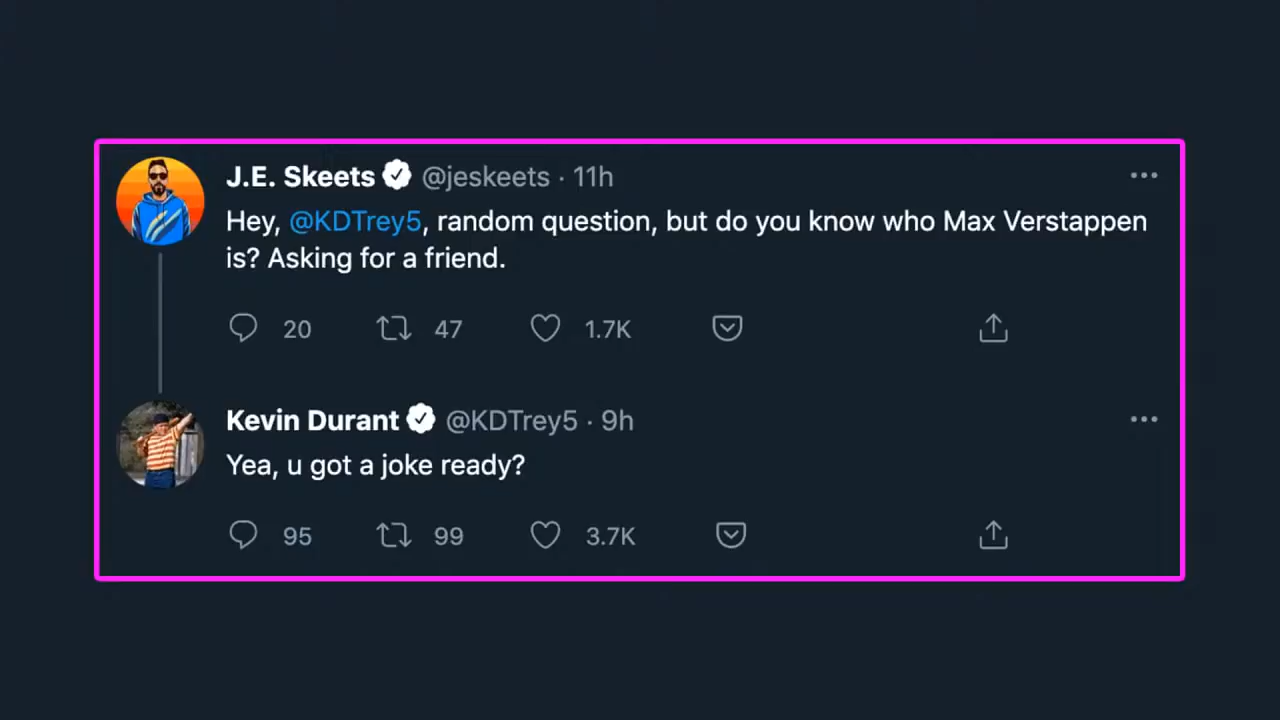 J.E. Skeets @jeskeets · 11h
Hey, @KDTrey5, random question, but do you know who Max Verstappen
is? Asking for a friend.
20 47 1.7K
Kevin Durant @KDTrey5 · 9h
Yea, u got a joke ready?
95 99 3.7K